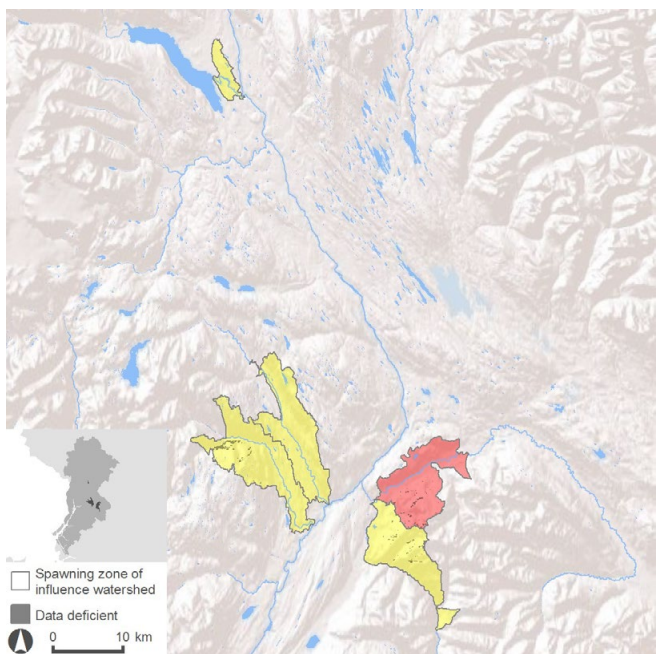 Spawning zone of
influence watershed
Data deficient
0 10 km